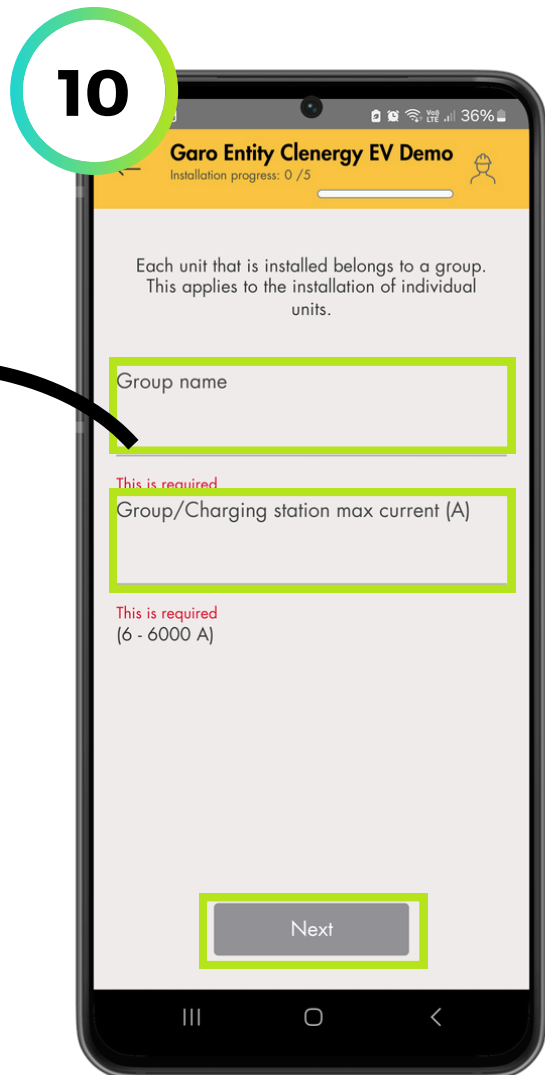 10
Vo))
LTE
36%
Garo Entity Clenergy EV Demo
Installation progress: 0 /5
Each unit that is installed belongs to a group.
This applies to the installation of individual
units.
Group name
This is required
Group/Charging station max current (A)
This is required
(6 - 6000 A)
Next